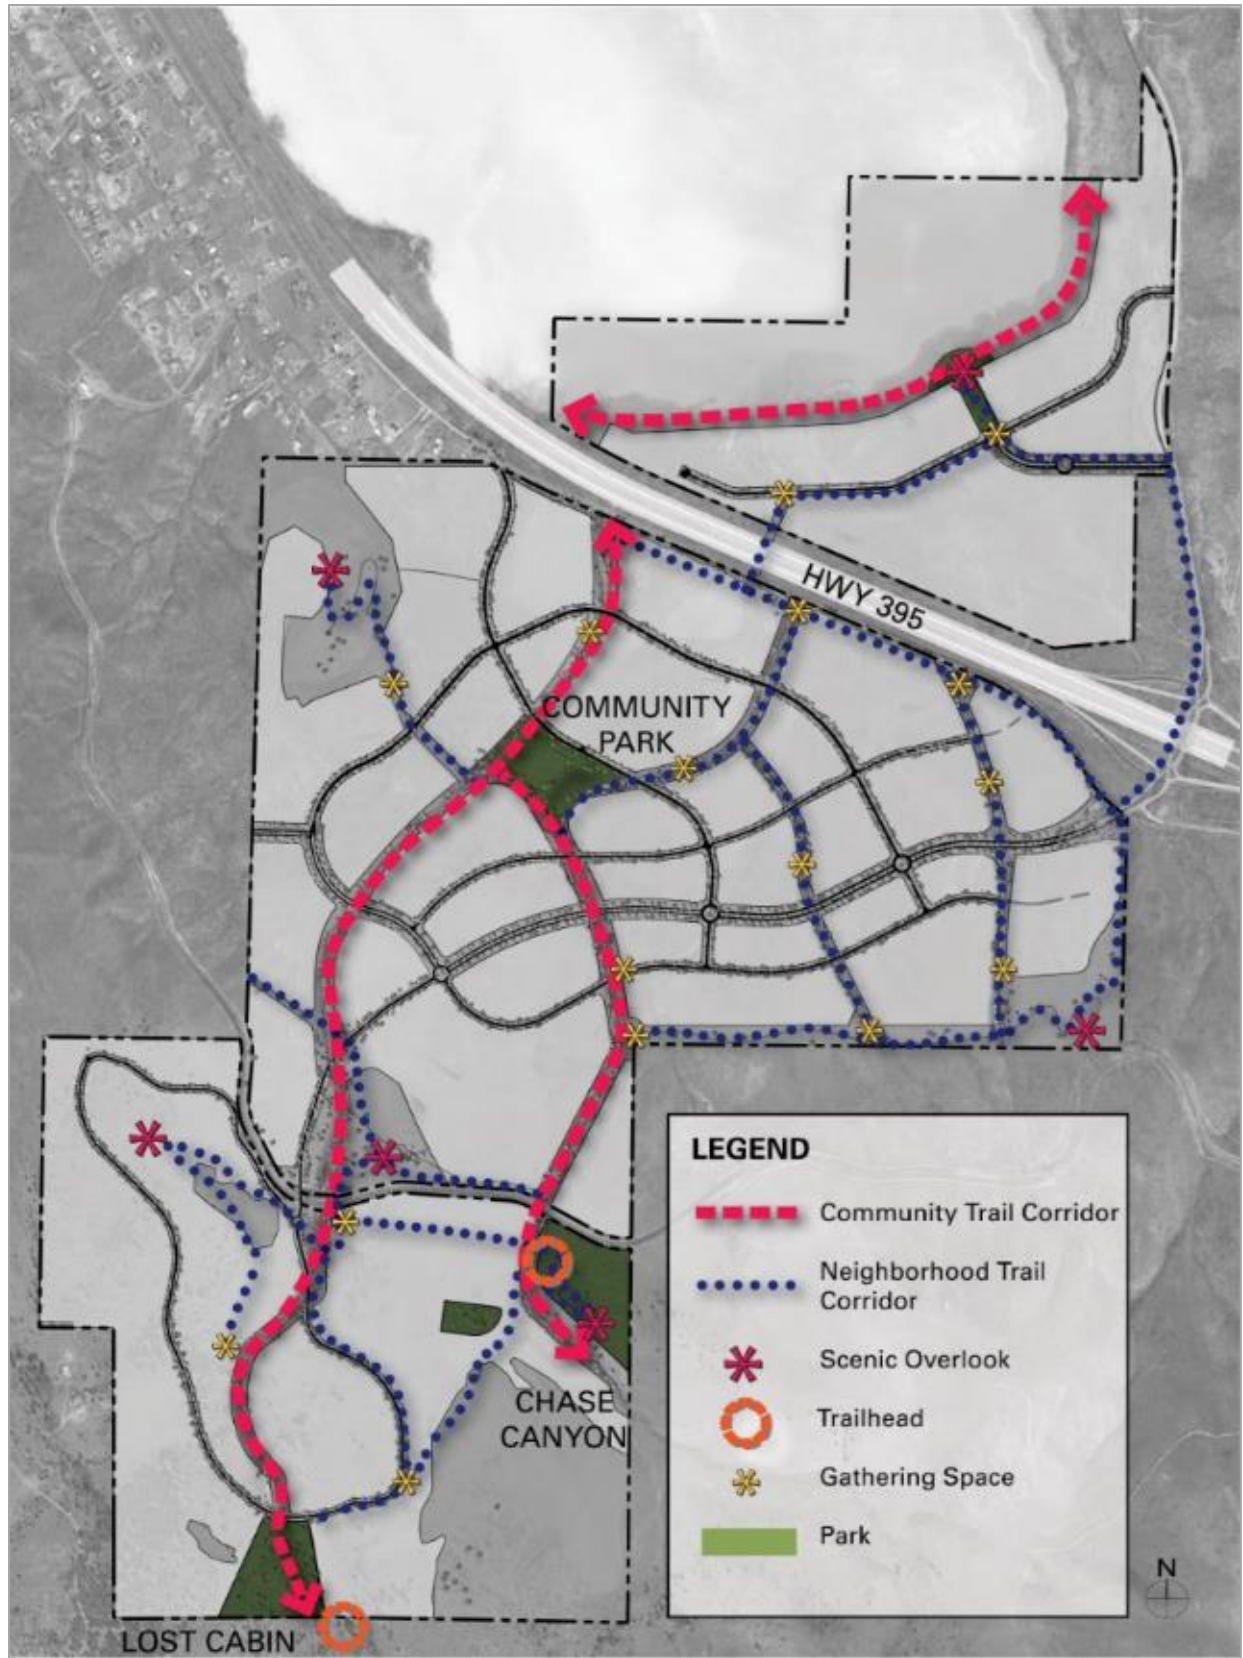 HWY 395
COMMUNITY
PARK
LEGEND
Community Trail Corridor
Neighborhood Trail
Corridor
Scenic Overlook
Trailhead
Gathering Space
Park
CHASE
CANYON
N
LOST CABIN